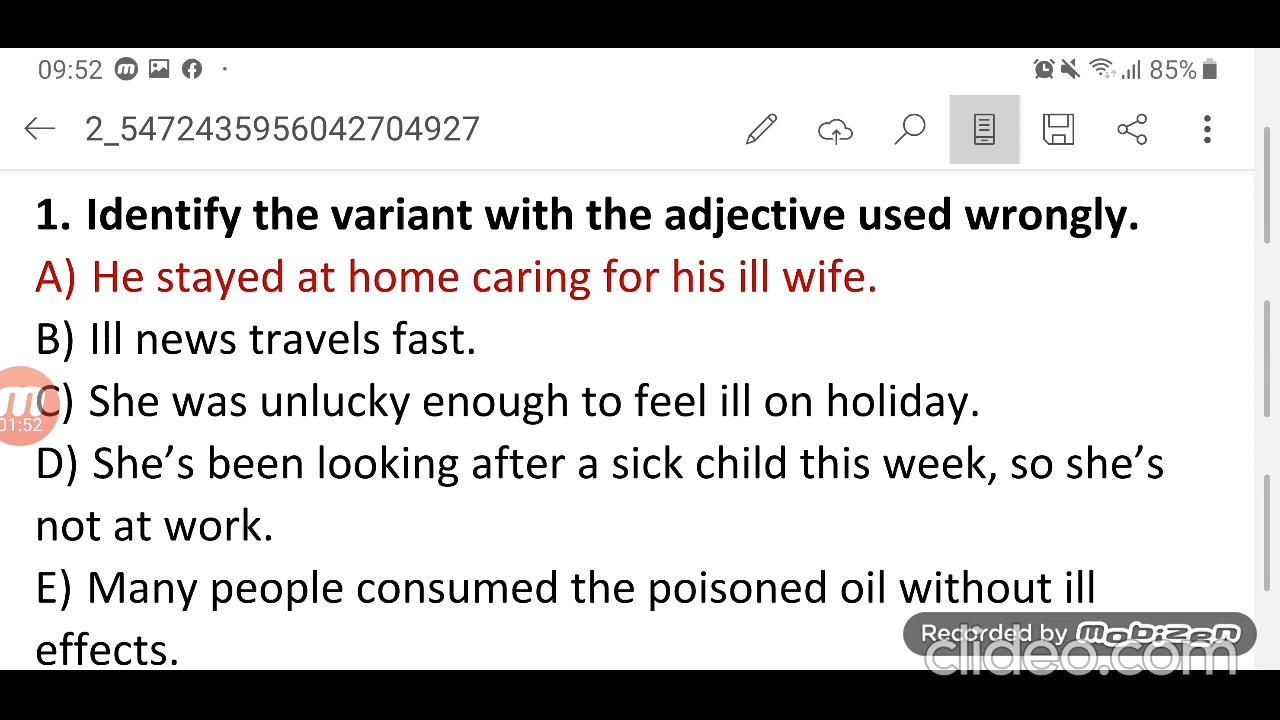 09:52
85%
2_5472435956042704927
1. Identify the variant with the adjective used wrongly.
A) He stayed at home caring for his ill wife.
B) Ill news travels fast.
C) She was unlucky enough to feel ill on holiday.
01:52
D) She’s been looking after a sick child this week, so she’s
not at work.
E) Many people consumed the poisoned oil without ill
effects.
Recorded by mobizen
clideo.com